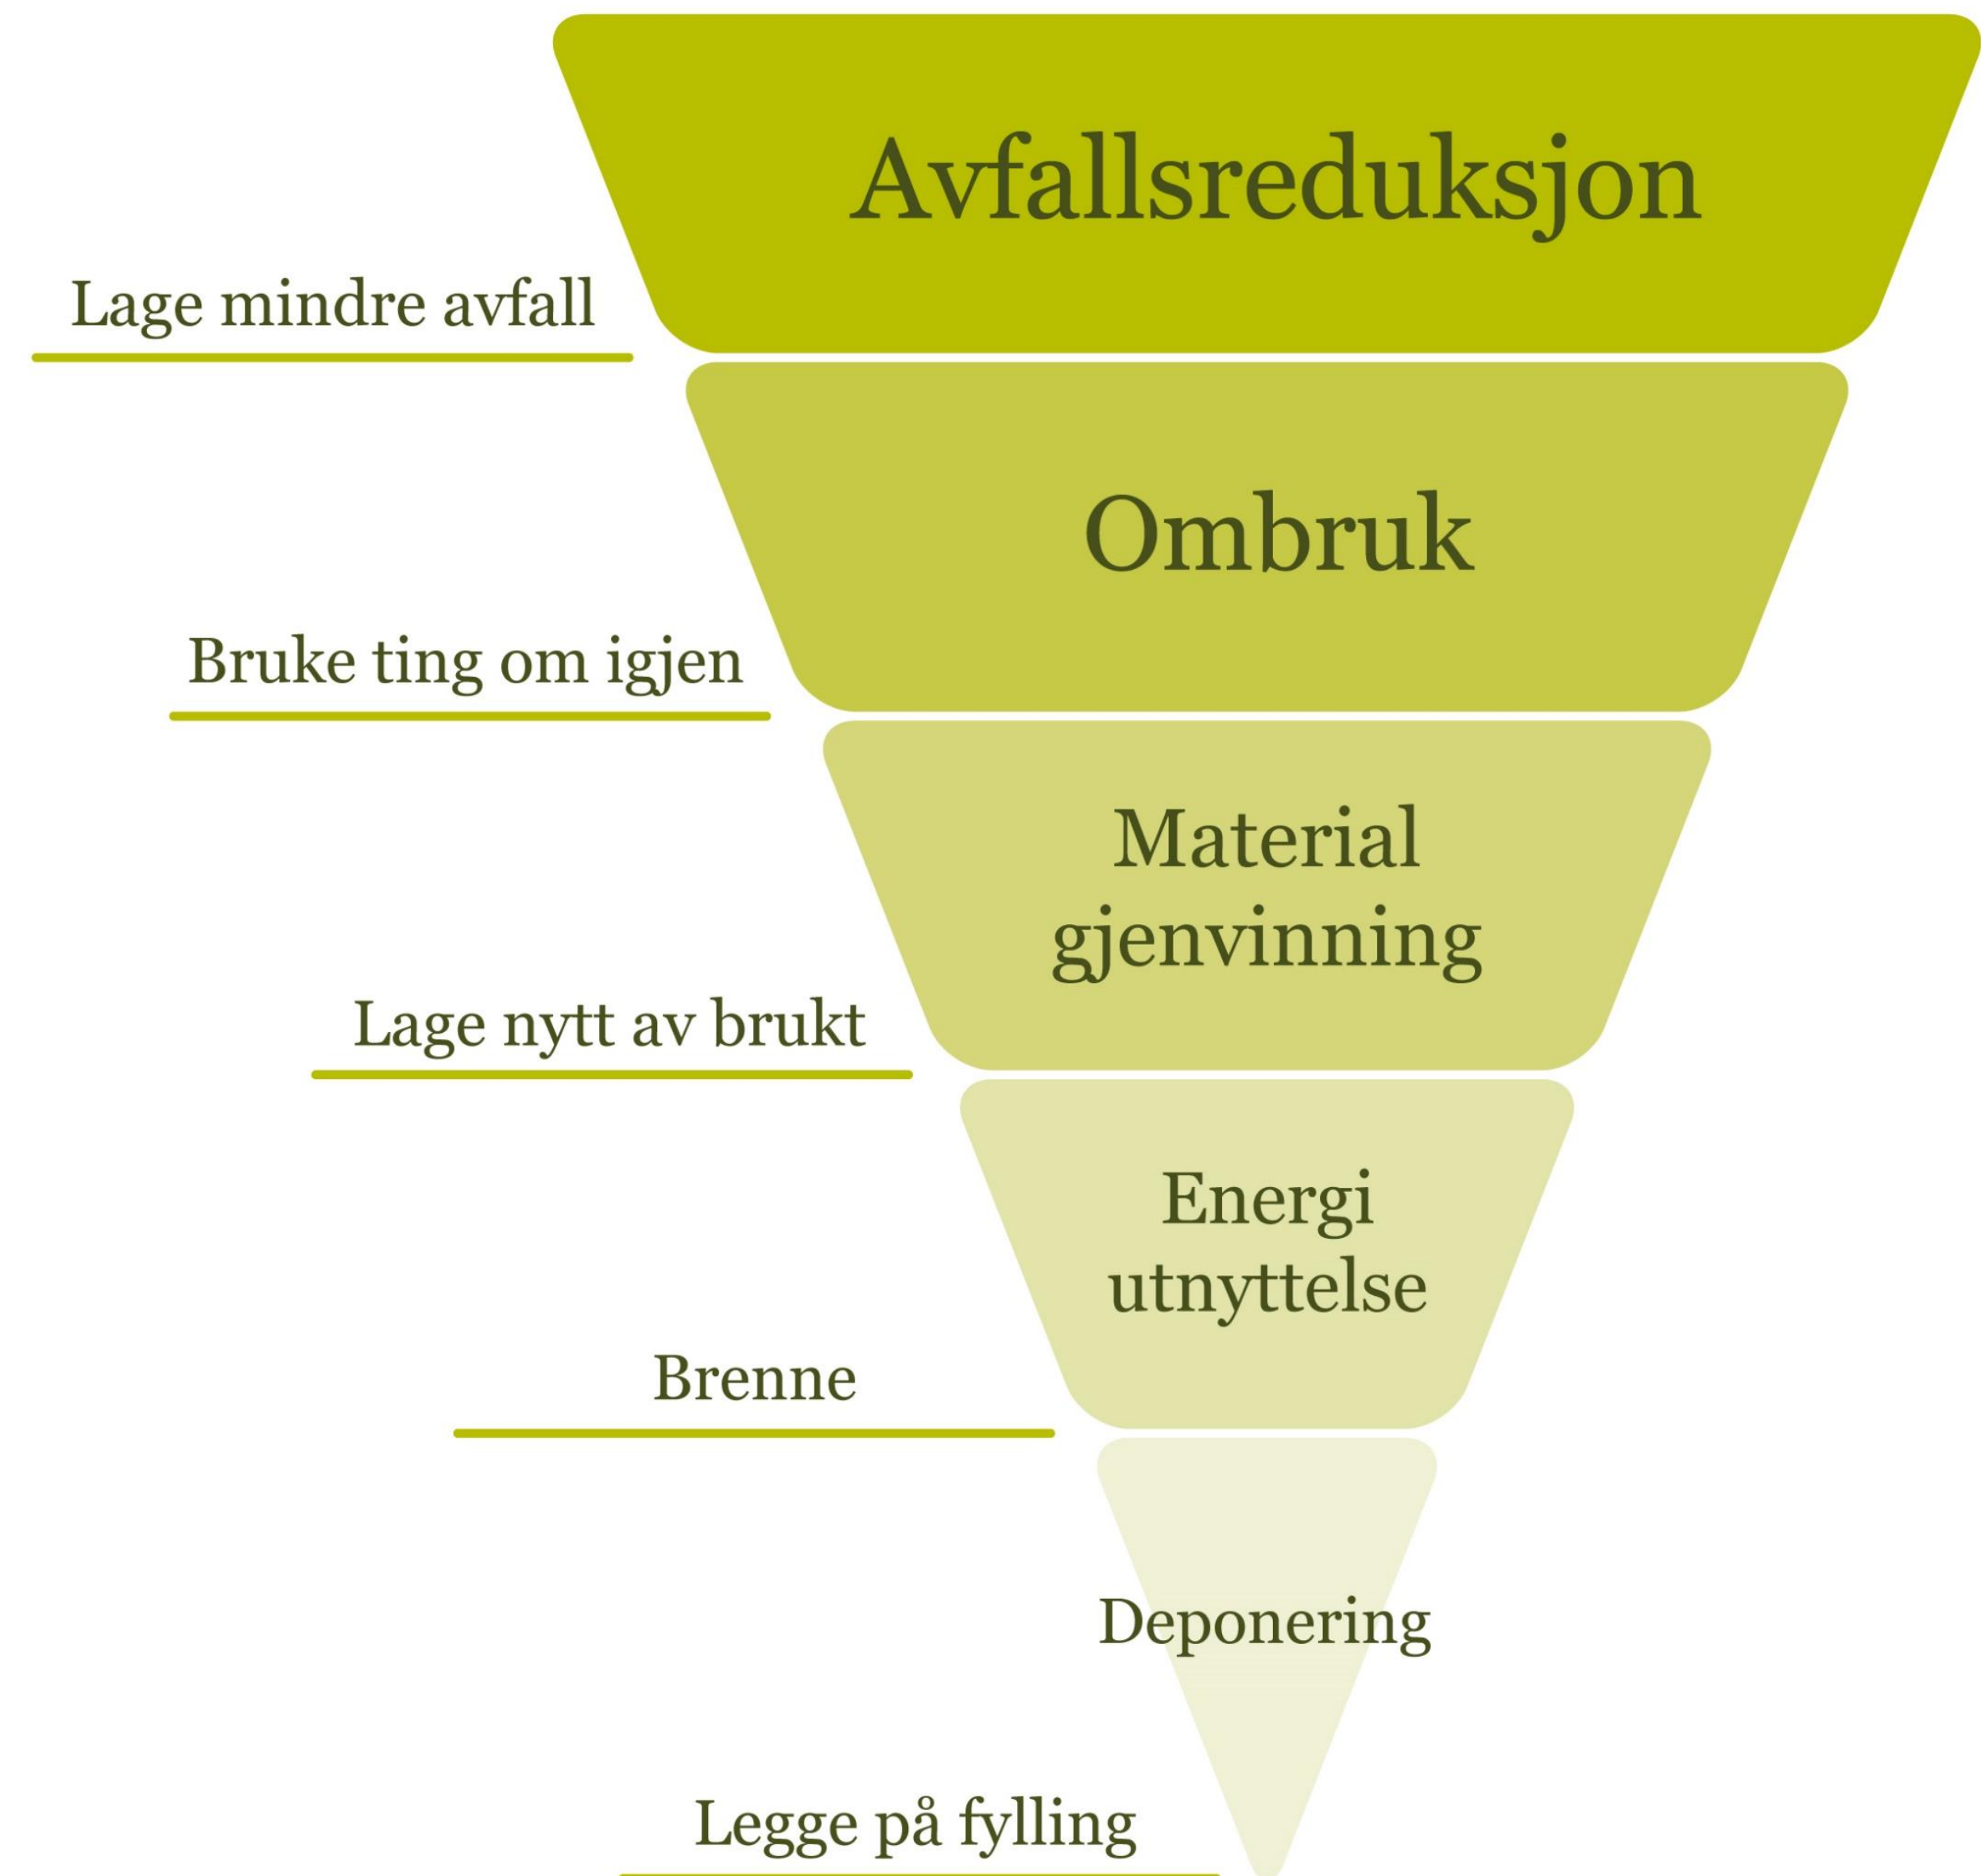 Avfallsreduksjon
Lage mindre avfall
Ombruk
Bruke ting om igjen
Material
gjenvinning
Lage nytt av brukt
Energi
utnyttelse
Brenne
Deponering
Legge på fylling